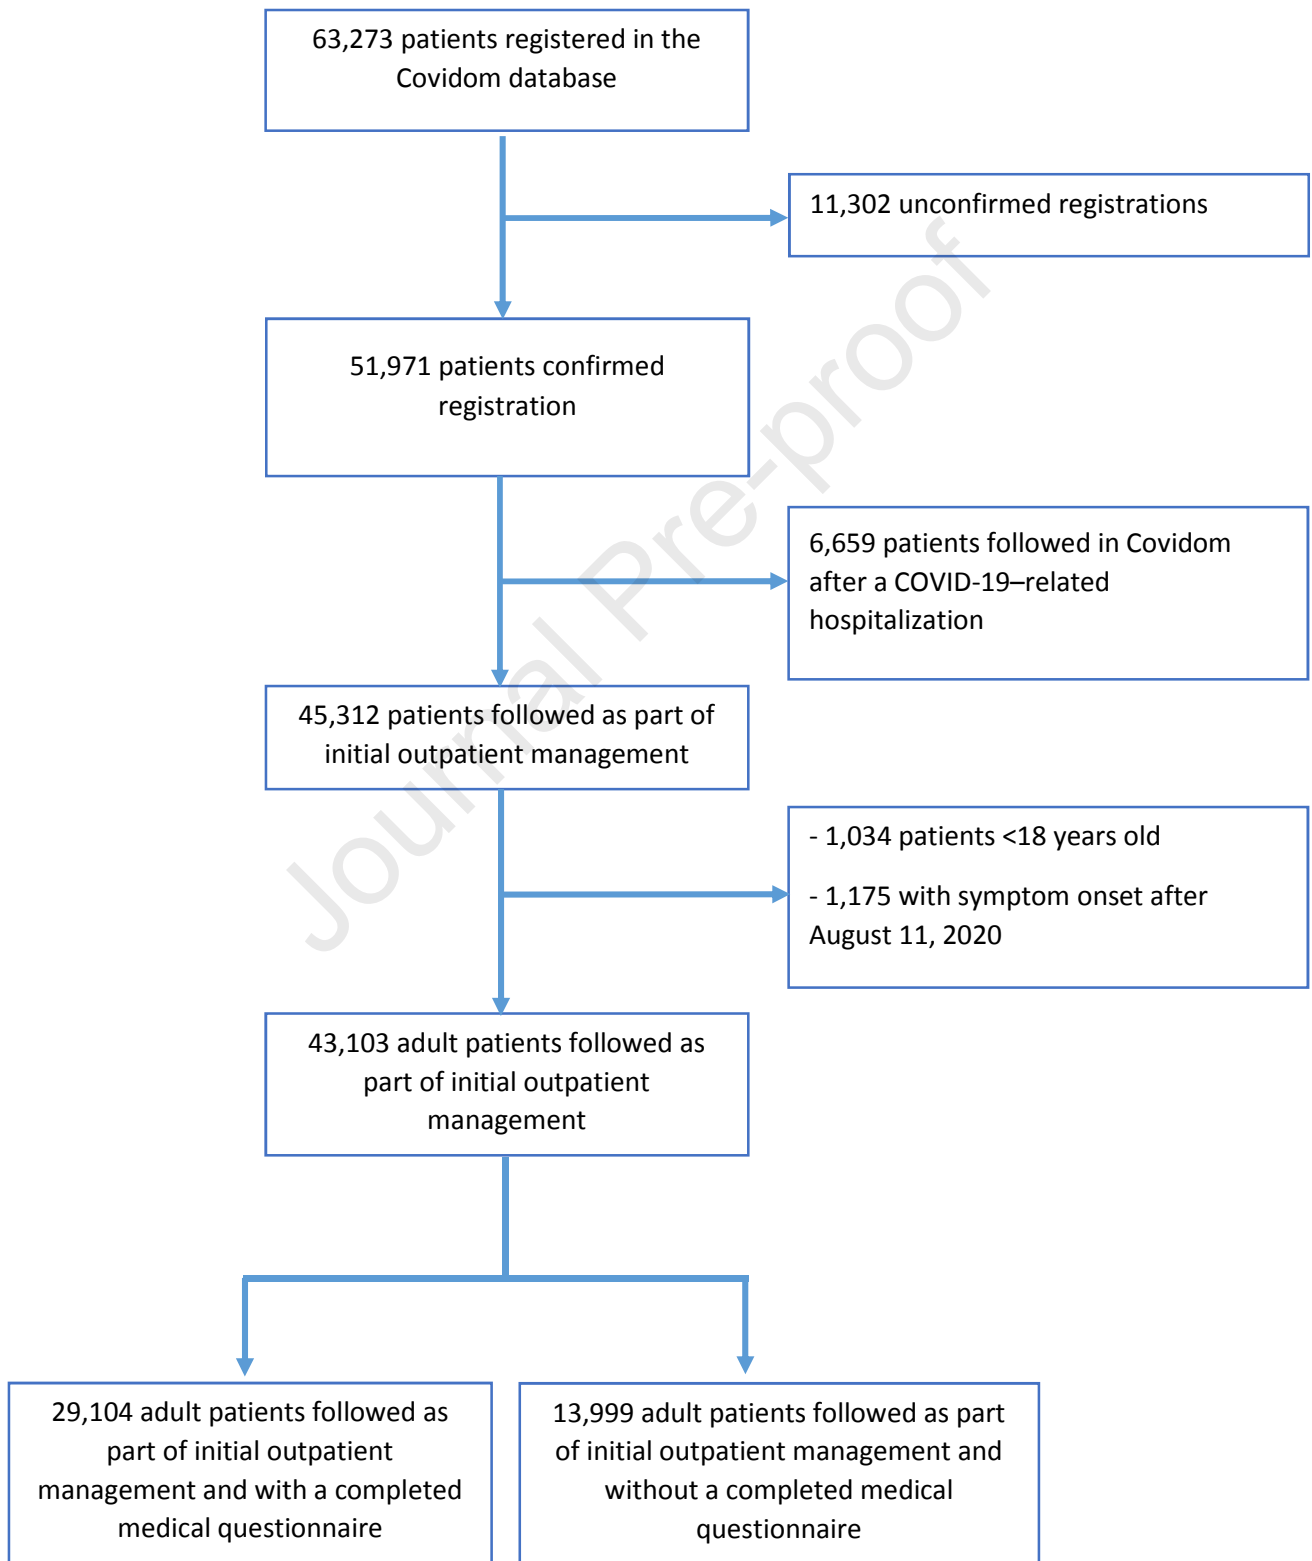 63,273 patients registered in the
Covidom database
11,302 unconfirmed registrations
51,971 patients confirmed
registration
6,659 patients followed in Covidom
after a COVID-19–related
hospitalization
45,312 patients followed as part of
initial outpatient management
- 1,034 patients <18 years old
- 1,175 with symptom onset after
August 11, 2020
43,103 adult patients followed as
part of initial outpatient
management
29,104 adult patients followed as
part of initial outpatient
management and with a completed
medical questionnaire
13,999 adult patients followed as part
of initial outpatient management and
without a completed medical
questionnaire
Journal Pre-proof